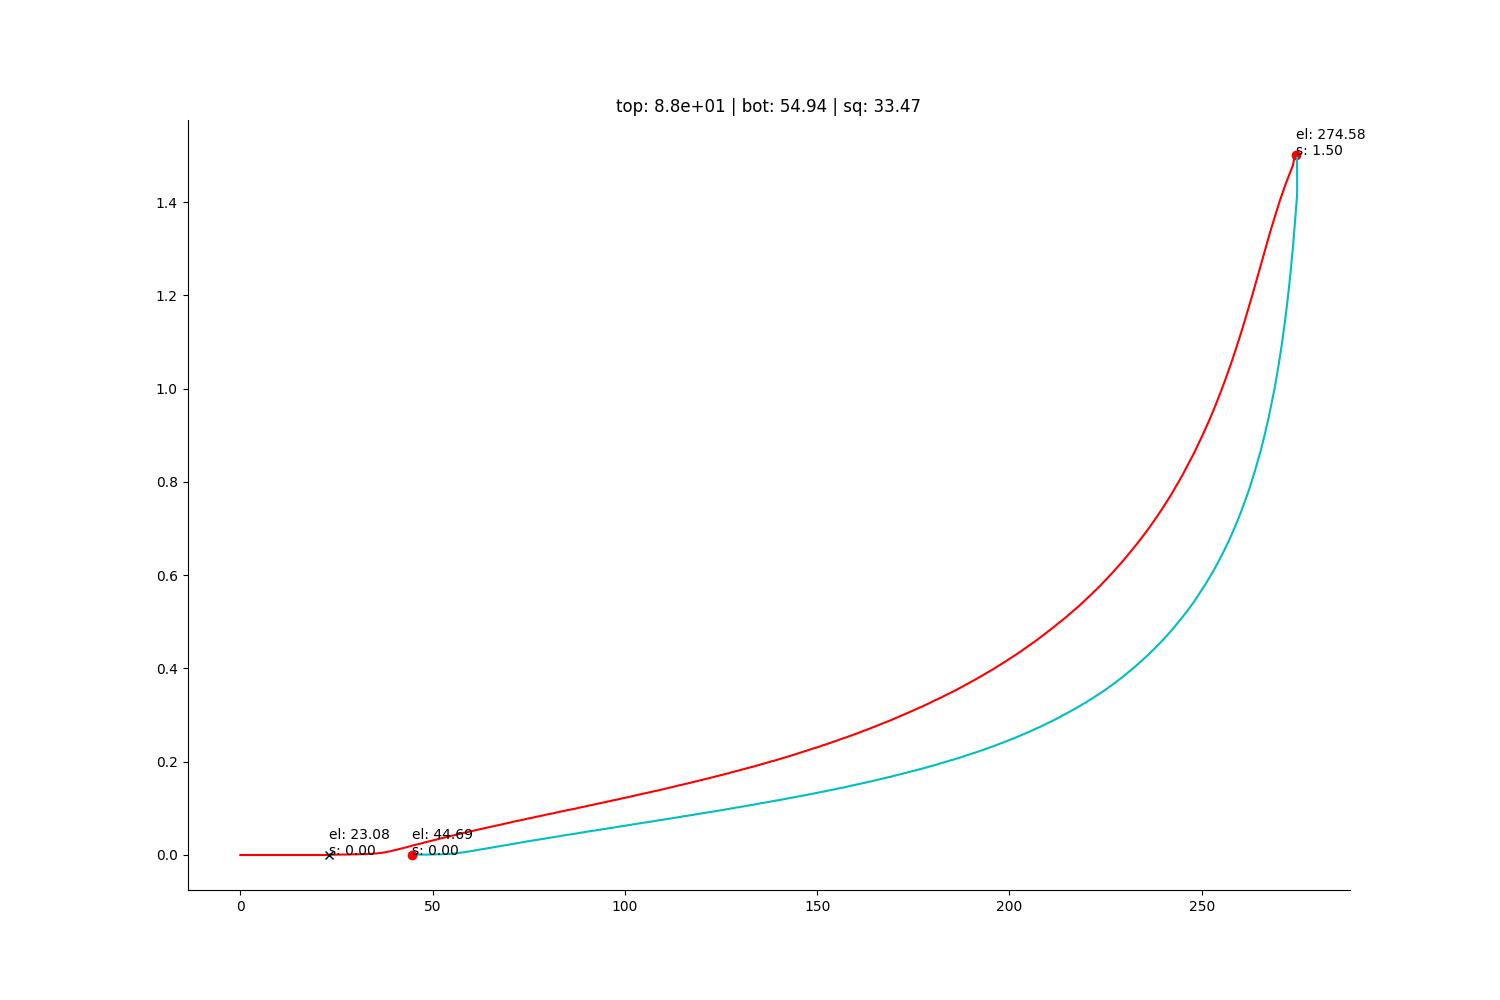 top: 8.8e+01 | bot: 54.94 | sq: 33.47
el: 274.58
s: 1.50
1.4
1.2
1.0
0.8
0.6
0.4
0.2
0.0
el: 23.08
s: 0.00
el: 44.69
s: 0.00
0 50 100 150 200 250